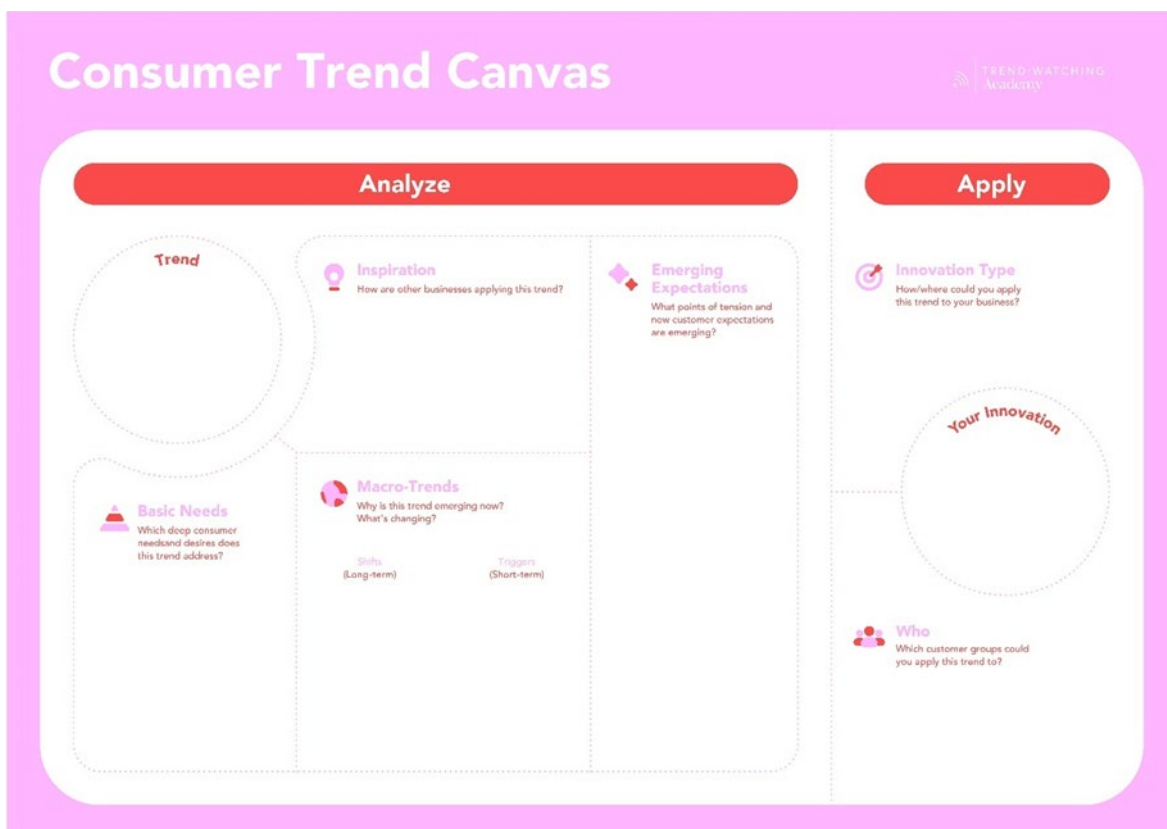 Consumer Trend Canvas
TREND WATCHING
Academy
Analyze
Apply
Trend
Inspiration
How are other businesses applying this trend?
Emerging
Expectations
What points of tension and
new customer expectations
are emerging?
Basic Needs
Which deep consumer
needsand desires does
this trend address?
Macro-Trends
Why is this trend emerging now?
What's changing?
Shifts
(Long-term)
Triggers
(Short-term)
Innovation Type
How/where could you apply
this trend to your business?
Your Innovation
Who
Which customer groups could
you apply this trend to?